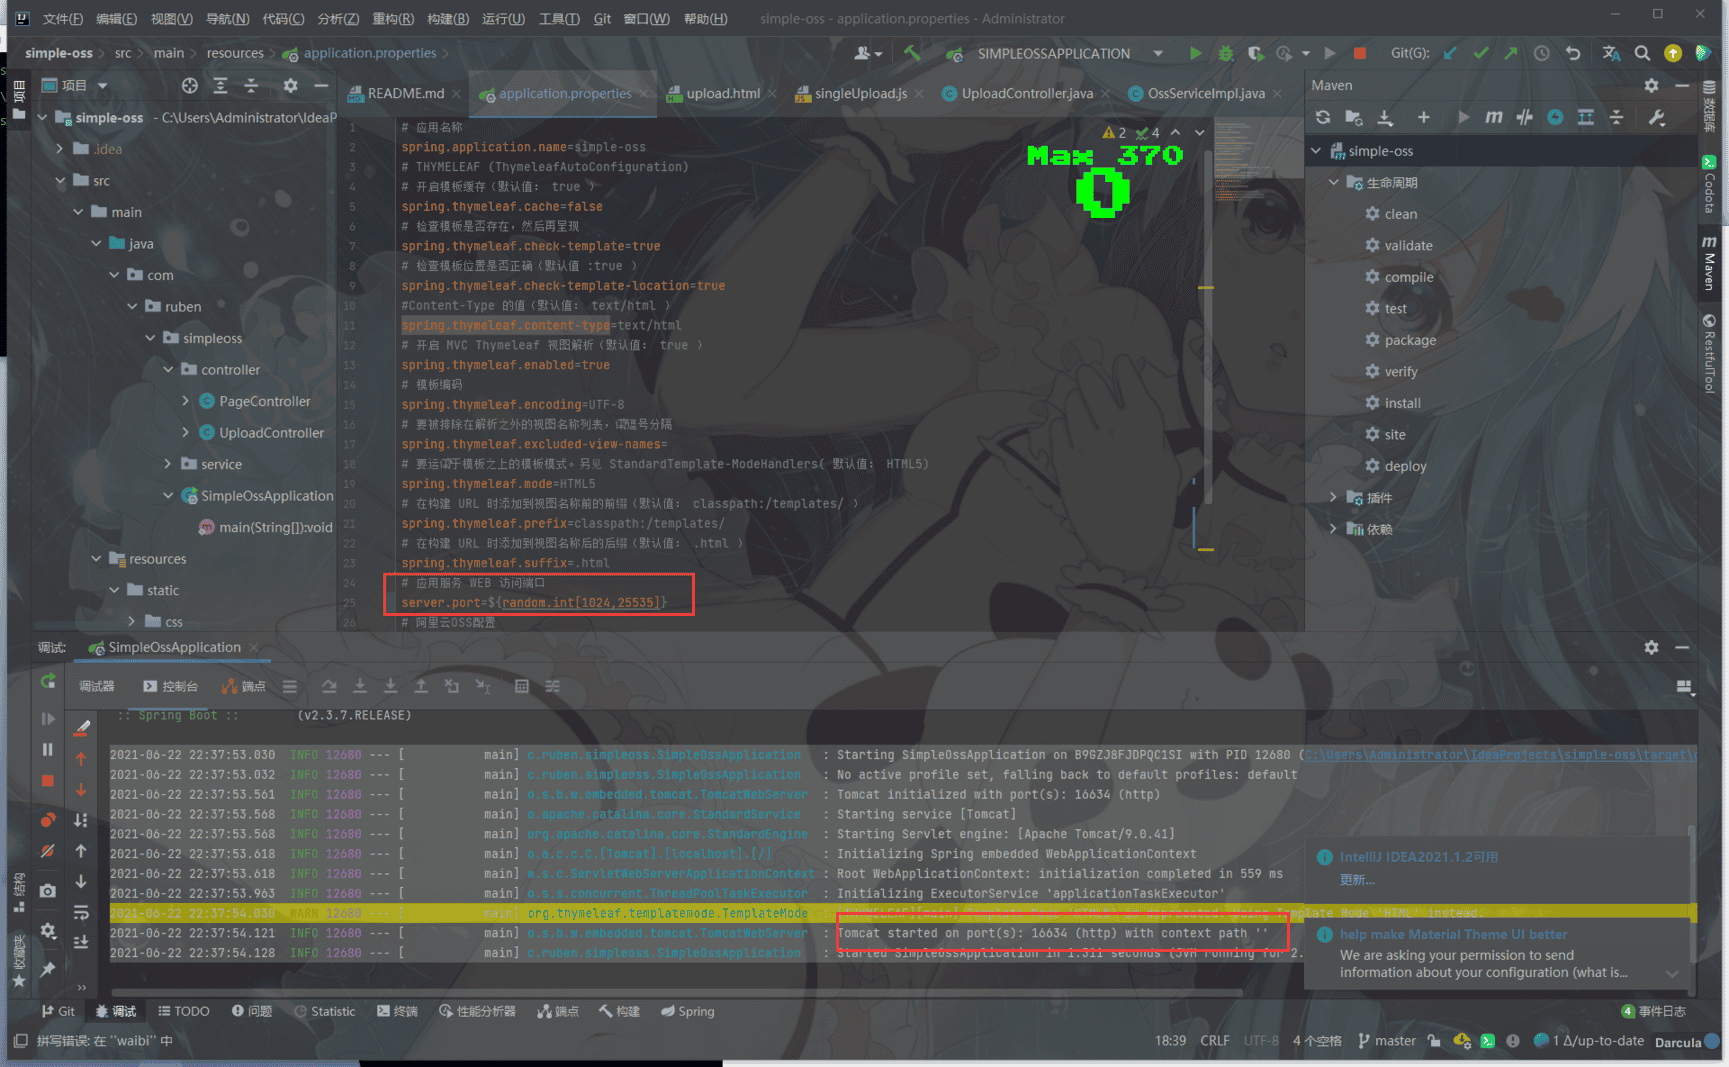 文件(F) 编辑(E) 视图(V) 导航(N) 代码(C) 分析(Z) 重构(R) 构建(B) 运行(U) 工具(T) Git 窗口(W) 帮助(H) simple-oss - application.properties - Administrator
simple-oss src main resources application.properties SIMPLEOSSAPPLICATION Git(G):
项目
README.md application.properties upload.html singleUpload.js UploadController.java OssServiceImpl.java
Maven
simple-oss - C:\Users\Administrator\IdeaP
.idea
src
main
java
com
ruben
simpleoss
controller
PageController
UploadController
service
SimpleOssApplication
main(String[]):void
resources
static
css
2 4
Max 370
0
1 # 应用名称
2 spring.application.name=simple-oss
3 # THYMELEAF (ThymeleafAutoConfiguration)
4 # 开启模板缓存(默认值: true )
5 spring.thymeleaf.cache=false
6 # 检查模板是否存在,然后再呈现
7 spring.thymeleaf.check-template=true
8 # 检查模板位置是否正确(默认值 :true )
9 spring.thymeleaf.check-template-location=true
10 #Content-Type 的值(默认值: text/html )
11 spring.thymeleaf.content-type=text/html
12 # 开启 MVC Thymeleaf 视图解析(默认值: true )
13 spring.thymeleaf.enabled=true
14 # 模板编码
15 spring.thymeleaf.encoding=UTF-8
16 # 要被排除在解析之外的视图名称列表,⽤逗号分隔
17 spring.thymeleaf.excluded-view-names=
18 # 要运⽤于模板之上的模板模式。另见 StandardTemplate-ModeHandlers( 默认值: HTML5)
19 spring.thymeleaf.mode=HTML5
20 # 在构建 URL 时添加到视图名称前的前缀(默认值: classpath:/templates/ )
21 spring.thymeleaf.prefix=classpath:/templates/
22 # 在构建 URL 时添加到视图名称后的后缀(默认值: .html )
23 spring.thymeleaf.suffix=.html
24 # 应用服务 WEB 访问端口
25 server.port=${random.int[1024,25535]}
26 # 阿里云OSS配置
simple-oss
生命周期
clean
validate
compile
test
package
verify
install
site
deploy
插件
依赖
项目
结构
收藏夹
数据库
Codota
Maven
RestfulTool
调试: SimpleOssApplication
调试器 控制台 端点
:: Spring Boot :: (v2.3.7.RELEASE)
2021-06-22 22:37:53.030 INFO 12680 --- [ main] c.ruben.simpleoss.SimpleOssApplication : Starting SimpleOssApplication on B9GZJ8FJDPQC1SI with PID 12680 (C:\Users\Administrator\IdeaProjects\simple-oss\target\c
2021-06-22 22:37:53.032 INFO 12680 --- [ main] c.ruben.simpleoss.SimpleOssApplication : No active profile set, falling back to default profiles: default
2021-06-22 22:37:53.561 INFO 12680 --- [ main] o.s.b.w.embedded.tomcat.TomcatWebServer : Tomcat initialized with port(s): 16634 (http)
2021-06-22 22:37:53.568 INFO 12680 --- [ main] o.apache.catalina.core.StandardService : Starting service [Tomcat]
2021-06-22 22:37:53.568 INFO 12680 --- [ main] org.apache.catalina.core.StandardEngine : Starting Servlet engine: [Apache Tomcat/9.0.41]
2021-06-22 22:37:53.618 INFO 12680 --- [ main] o.a.c.c.C.[Tomcat].[localhost].[/] : Initializing Spring embedded WebApplicationContext
2021-06-22 22:37:53.618 INFO 12680 --- [ main] w.s.c.ServletWebServerApplicationContext : Root WebApplicationContext: initialization completed in 559 ms
2021-06-22 22:37:53.963 INFO 12680 --- [ main] o.s.s.concurrent.ThreadPoolTaskExecutor : Initializing ExecutorService 'applicationTaskExecutor'
2021-06-22 22:37:54.030 WARN 12680 --- [ main] org.thymeleaf.templatemode.TemplateMode Template Mode 'HTML' instead.
2021-06-22 22:37:54.121 INFO 12680 --- [ main] o.s.b.w.embedded.tomcat.TomcatWebServer : Tomcat started on port(s): 16634 (http) with context path ''
2021-06-22 22:37:54.128 INFO 12680 --- [ main] c.ruben.simpleoss.SimpleOssApplication : Started SimpleOssApplication in 1.511 seconds (JVM running for 2.
IntelliJ IDEA2021.1.2可用
更新...
help make Material Theme UI better
We are asking your permission to send
information about your configuration (what is...
Git 调试 TODO 问题 Statistic 终端 性能分析器 端点 构建 Spring 4 事件日志
拼写错误: 在 "waibi" 中 18:39 CRLF UTF-8 4 个空格 master 1 Δ/up-to-date Darcula